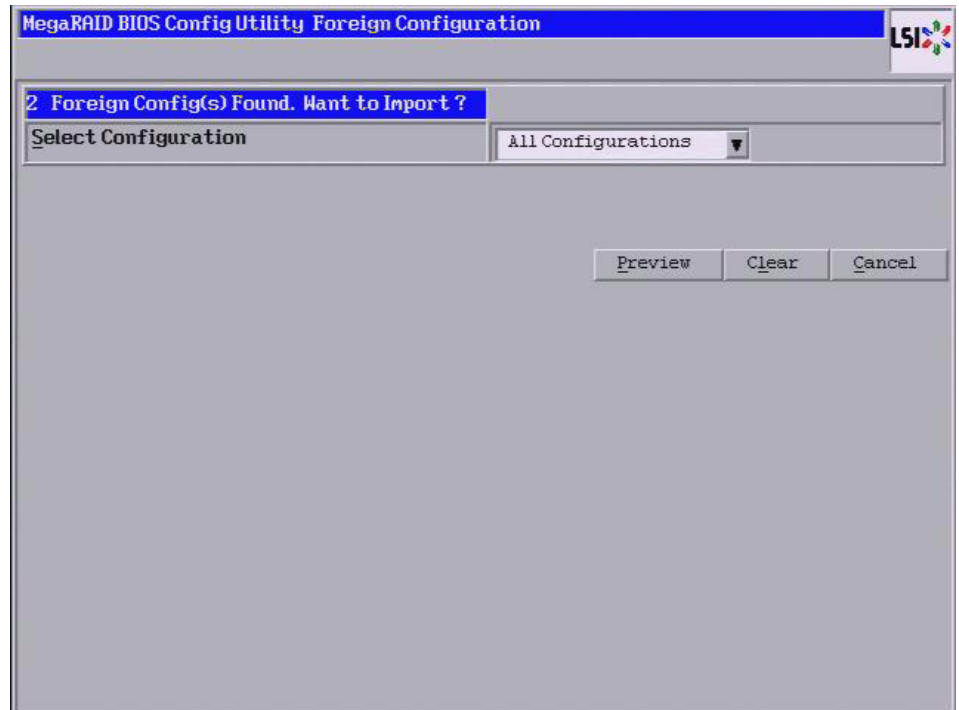 MegaRAID BIOS Config Utility Foreign Configuration
LSI
2 Foreign Config(s) Found. Want to Import ?
Select Configuration
All Configurations
Preview
Clear
Cancel